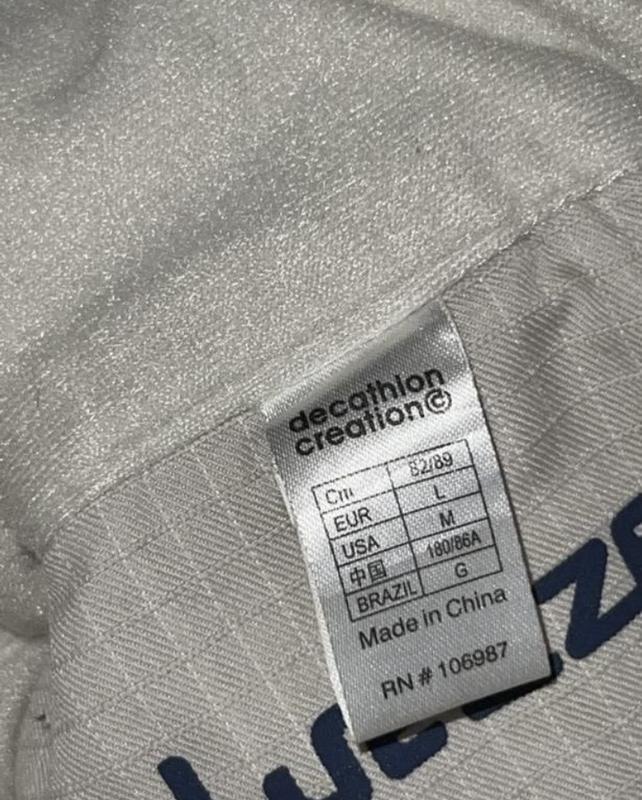 decathlon
creation©
Cm 82/89
EUR L
USA M
中国 180/86A
BRAZIL G
Made in China
RN # 106987